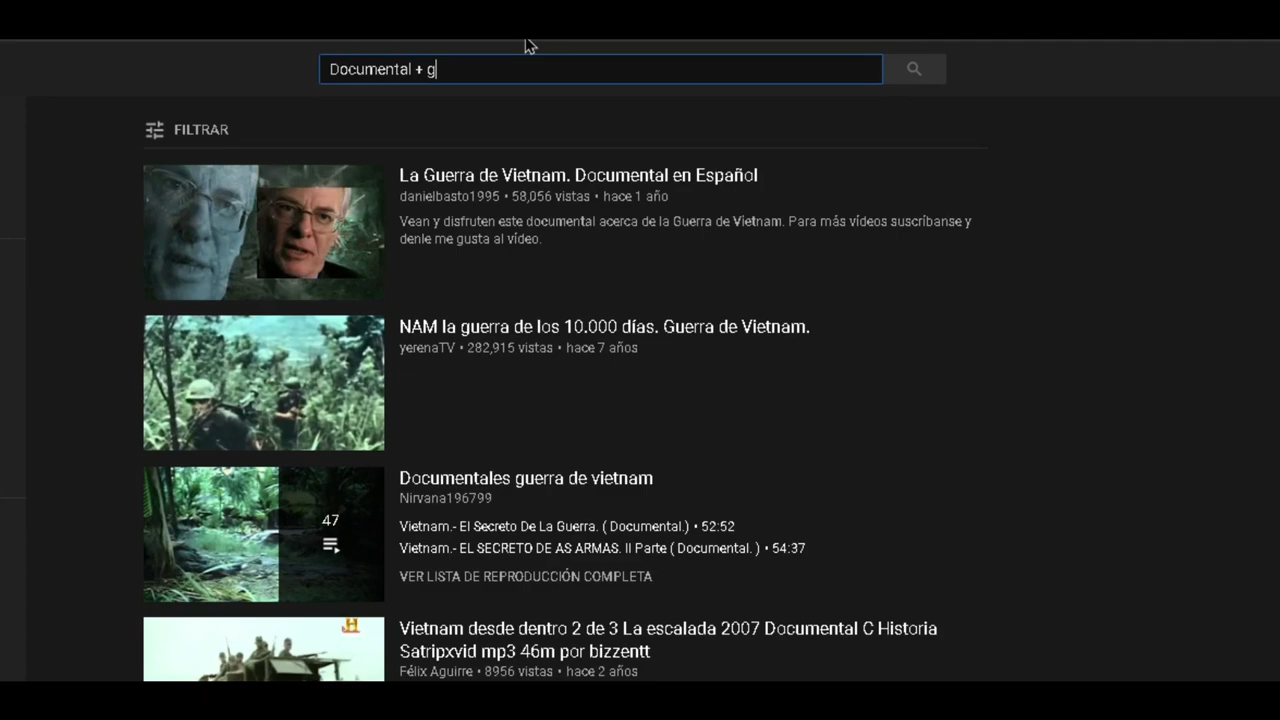 Documental + g
FILTRAR
La Guerra de Vietnam. Documental en Español
danielbasto1995 • 58,056 vistas • hace 1 año
Vean y disfruten este documental acerca de la Guerra de Vietnam. Para más vídeos suscríbanse y
denle me gusta al vídeo.
NAM la guerra de los 10.000 días. Guerra de Vietnam.
yerenaTV • 282,915 vistas • hace 7 años
47
Documentales guerra de vietnam
Nirvana196799
Vietnam.- El Secreto De La Guerra. ( Documental.) • 52:52
Vietnam.- EL SECRETO DE AS ARMAS. II Parte ( Documental. ) • 54:37
VER LISTA DE REPRODUCCIÓN COMPLETA
H
Vietnam desde dentro 2 de 3 La escalada 2007 Documental C Historia
Satripxvid mp3 46m por bizzentt
Félix Aguirre • 8956 vistas • hace 2 años